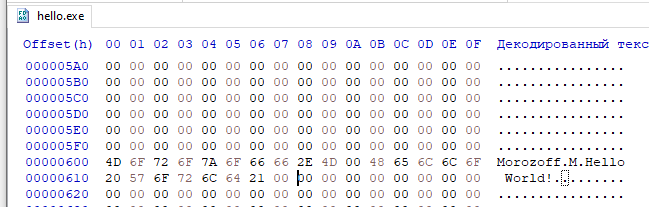 hello.exe
Offset(h) 00 01 02 03 04 05 06 07 08 09 0A 0B 0C 0D 0E 0F Декодированный текс
000005A0 00 00 00 00 00 00 00 00 00 00 00 00 00 00 00 00 ................
000005B0 00 00 00 00 00 00 00 00 00 00 00 00 00 00 00 00 ................
000005C0 00 00 00 00 00 00 00 00 00 00 00 00 00 00 00 00 ................
000005D0 00 00 00 00 00 00 00 00 00 00 00 00 00 00 00 00 ................
000005E0 00 00 00 00 00 00 00 00 00 00 00 00 00 00 00 00 ................
000005F0 00 00 00 00 00 00 00 00 00 00 00 00 00 00 00 00 ................
00000600 4D 6F 72 6F 7A 6F 66 66 2E 4D 00 48 65 6C 6C 6F Morozoff.M.Hello
00000610 20 57 6F 72 6C 64 21 00 00 00 00 00 00 00 00 00  World!.........
00000620 00 00 00 00 00 00 00 00 00 00 00 00 00 00 00 00 ................